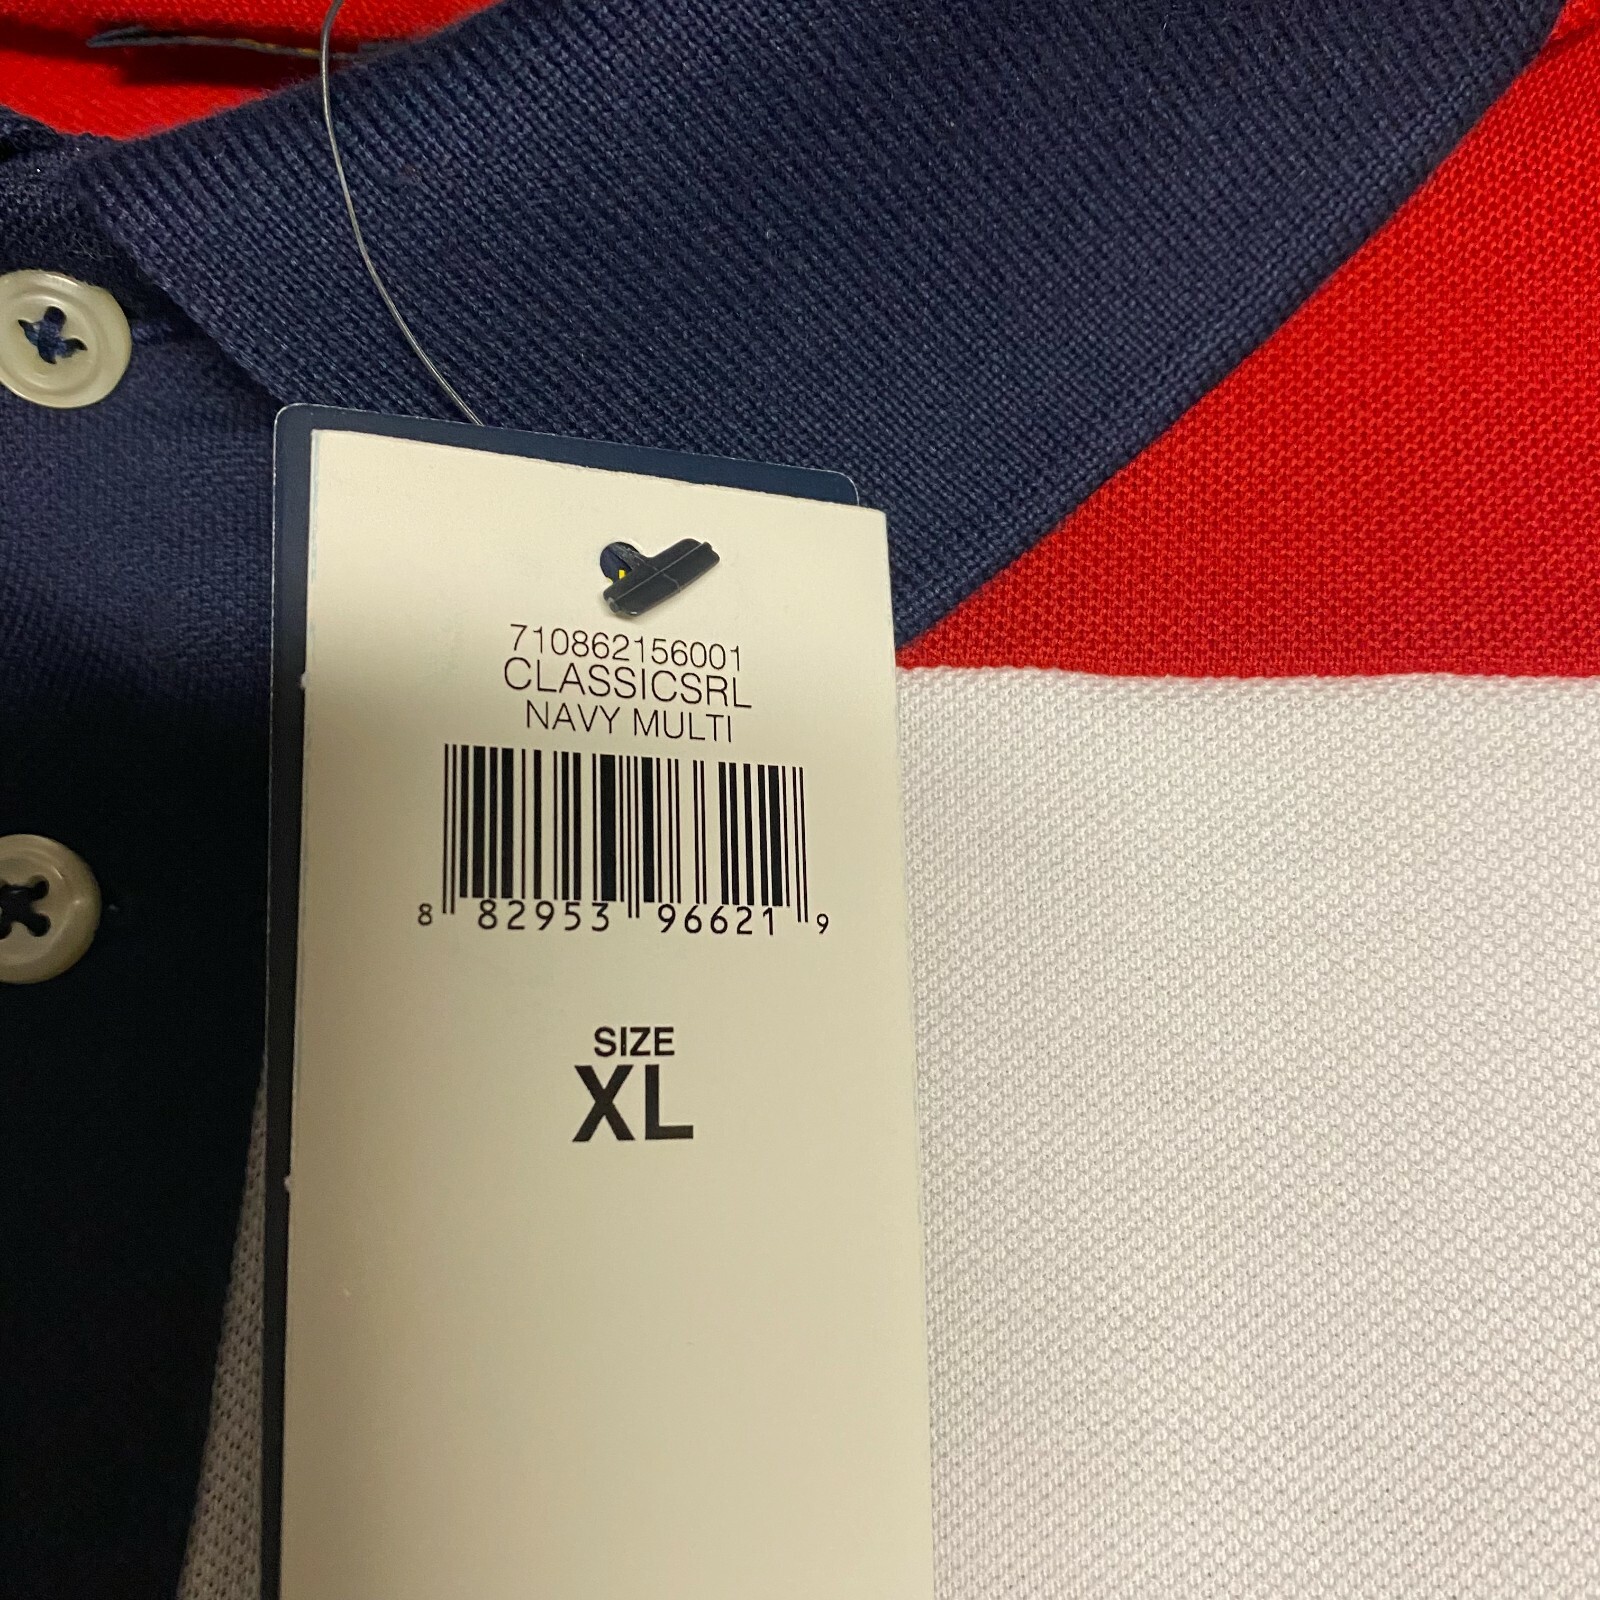 710862156001
CLASSICSRL
NAVY MULTI
8 82953 96621 9
SIZE
XL